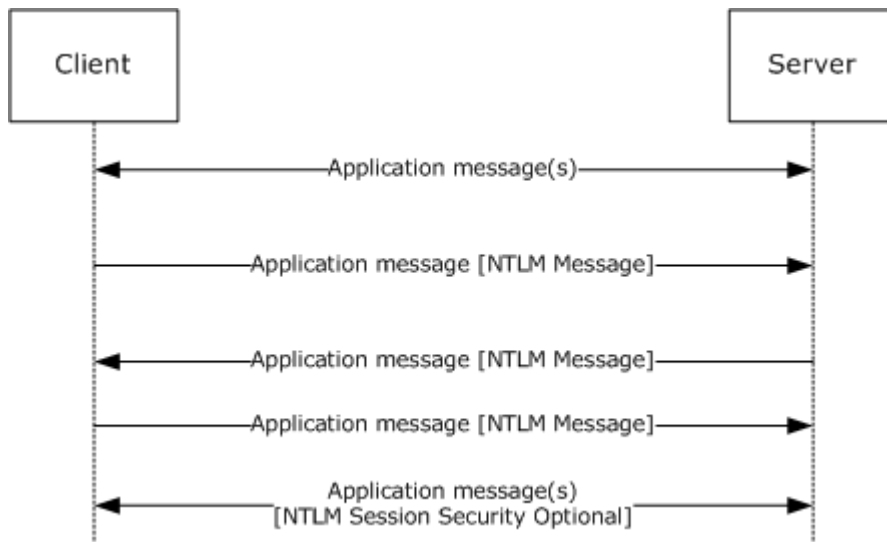 Client
Server
Application message(s)
Application message [NTLM Message]
Application message [NTLM Message]
Application message [NTLM Message]
Application message(s)
[NTLM Session Security Optional]